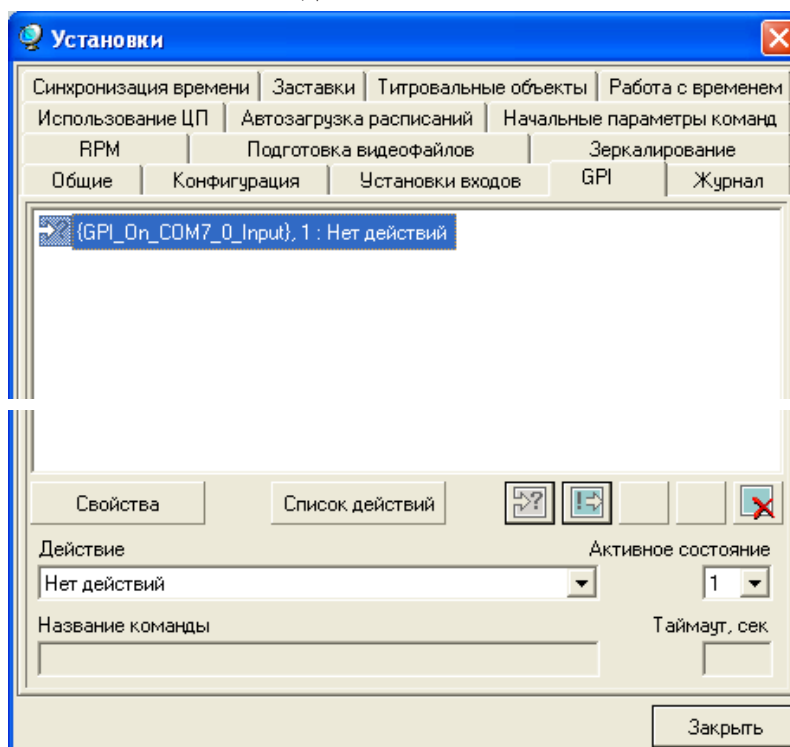 Установки
Синхронизация времени Заставки Титровальные объекты Работа с временем
Использование ЦП Автозагрузка расписаний Начальные параметры команд
RPM Подготовка видеофайлов Зеркалирование
Общие Конфигурация Установки входов GPI Журнал
{GPI_On_COM7_0_Input}, 1 : Нет действий
Свойства Список действий
Действие Активное состояние
Нет действий 1
Название команды Таймаут, сек
Закрыть